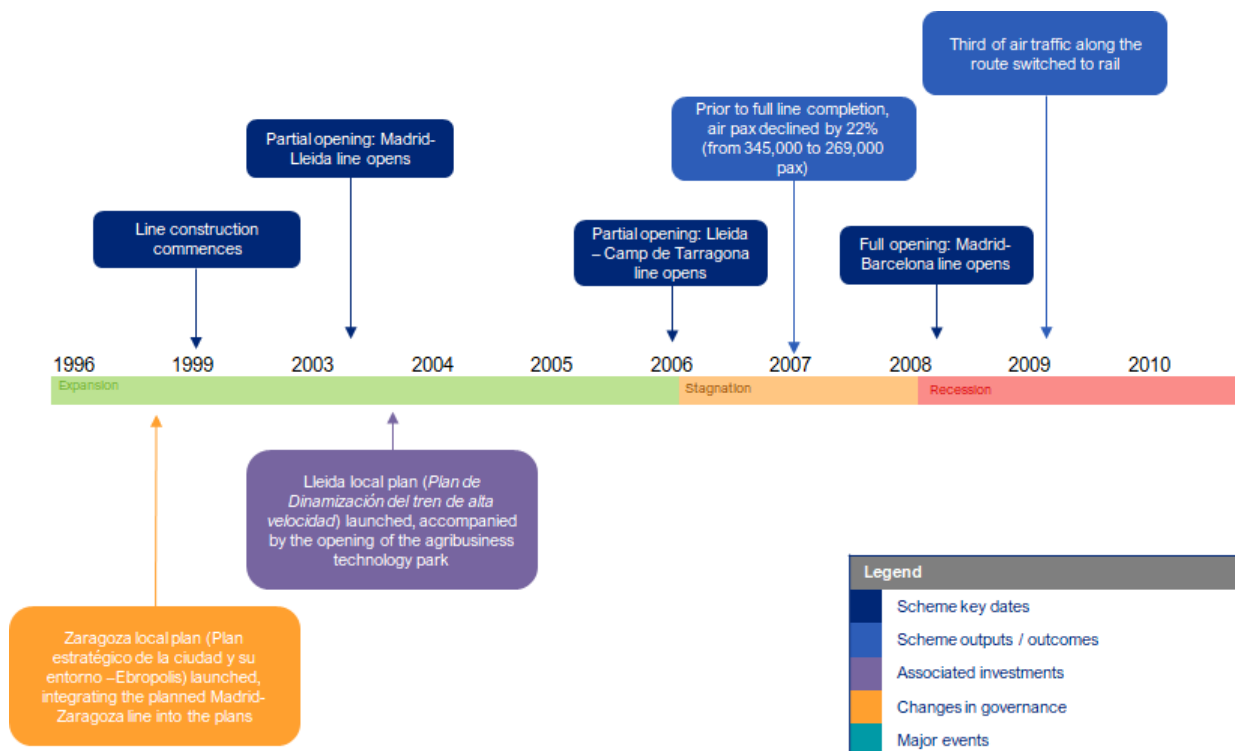 Third of air traffic along the
route switched to rail
Prior to full line completion,
air pax declined by 22%
(from 345,000 to 269,000
pax)
Partial opening: Madrid-
Lleida line opens
Line construction
commences
Partial opening: Lleida
– Camp de Tarragona
line opens
Full opening: Madrid-
Barcelona line opens
1996 1999 2003 2004 2005 2006 2007 2008 2009 2010
Expansion Stagnation Recession
Lleida local plan (Plan de
Dinamización del tren de alta
velocidad) launched, accompanied
by the opening of the agribusiness
technology park
Zaragoza local plan (Plan
estratégico de la ciudad y su
entorno –Ebropolis) launched,
integrating the planned Madrid-
Zaragoza line into the plans
Legend
Scheme key dates
Scheme outputs / outcomes
Associated investments
Changes in governance
Major events